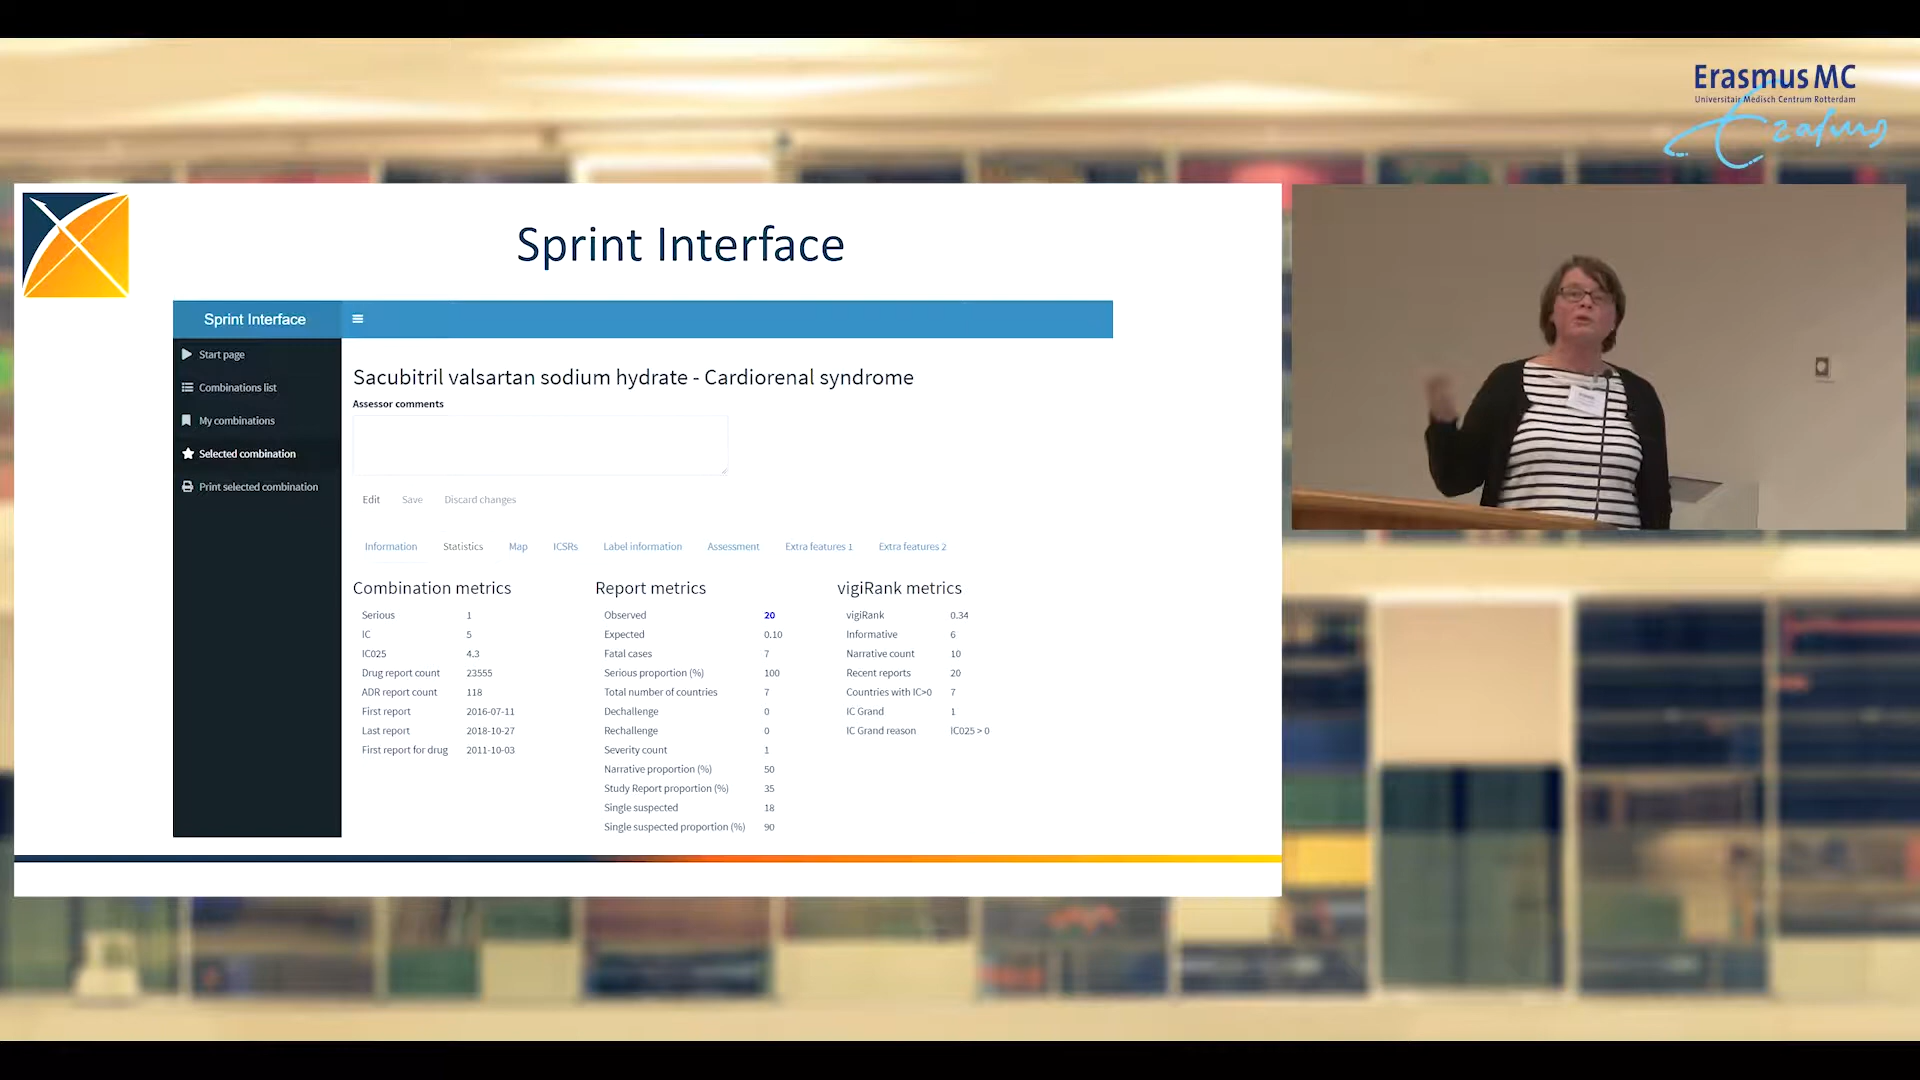 Erasmus MC
Universitair Medisch Centrum Rotterdam
Erasmus
Sprint Interface
Sprint Interface
Start page
Combinations list
My combinations
Selected combination
Print selected combination
Sacubitril valsartan sodium hydrate - Cardiorenal syndrome
Assessor comments
Edit Save Discard changes
Information Statistics Map ICSRs Label information Assessment Extra features 1 Extra features 2
Combination metrics
Serious 1
IC 5
IC025 4.3
Drug report count 23555
ADR report count 118
First report 2016-07-11
Last report 2018-10-27
First report for drug 2011-10-03
Report metrics
Observed 20
Expected 0.10
Fatal cases 7
Serious proportion (%) 100
Total number of countries 7
Dechallenge 0
Rechallenge 0
Severity count 1
Narrative proportion (%) 50
Study Report proportion (%) 35
Single suspected 18
Single suspected proportion (%) 90
vigiRank metrics
vigiRank 0.34
Informative 6
Narrative count 10
Recent reports 20
Countries with IC>0 7
IC Grand 1
IC Grand reason IC025 > 0